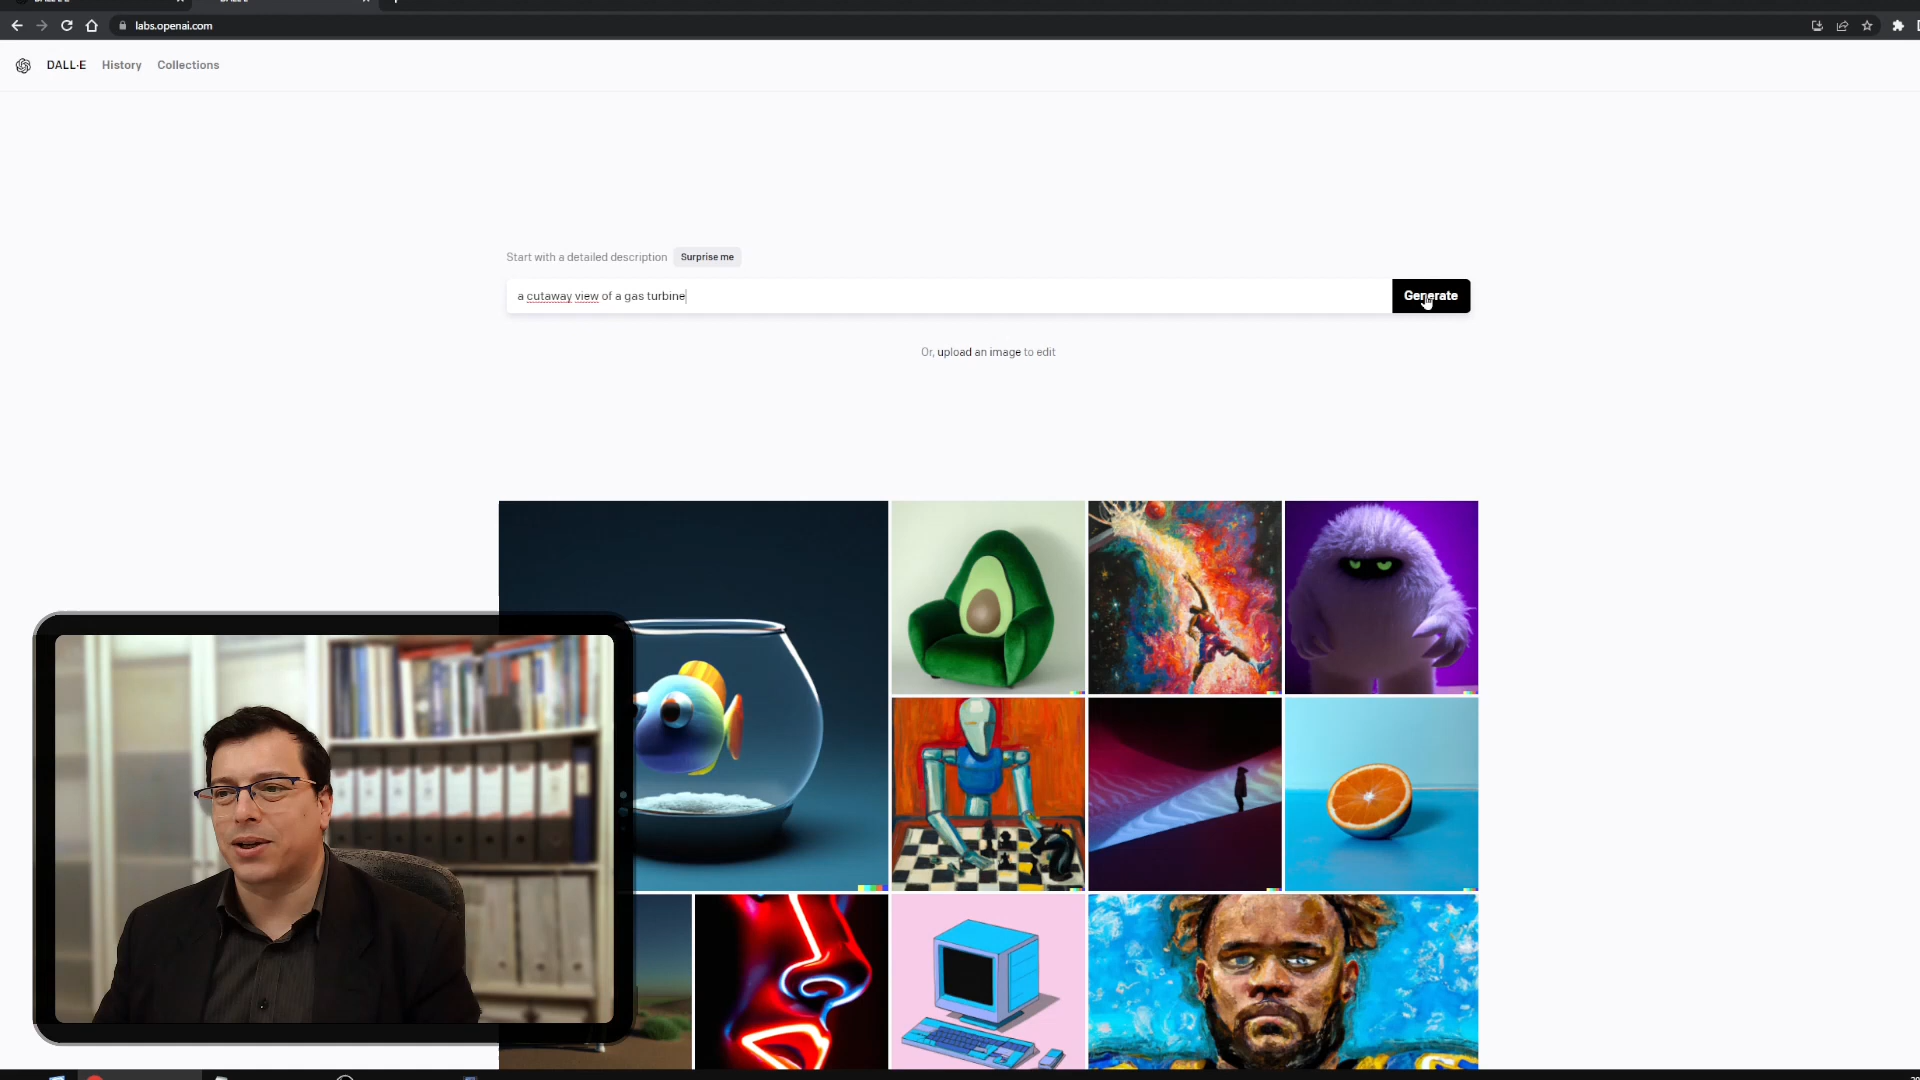 labs.openai.com
DALL·E History Collections
Start with a detailed description Surprise me
a cutaway view of a gas turbine
Generate
Or, upload an image to edit